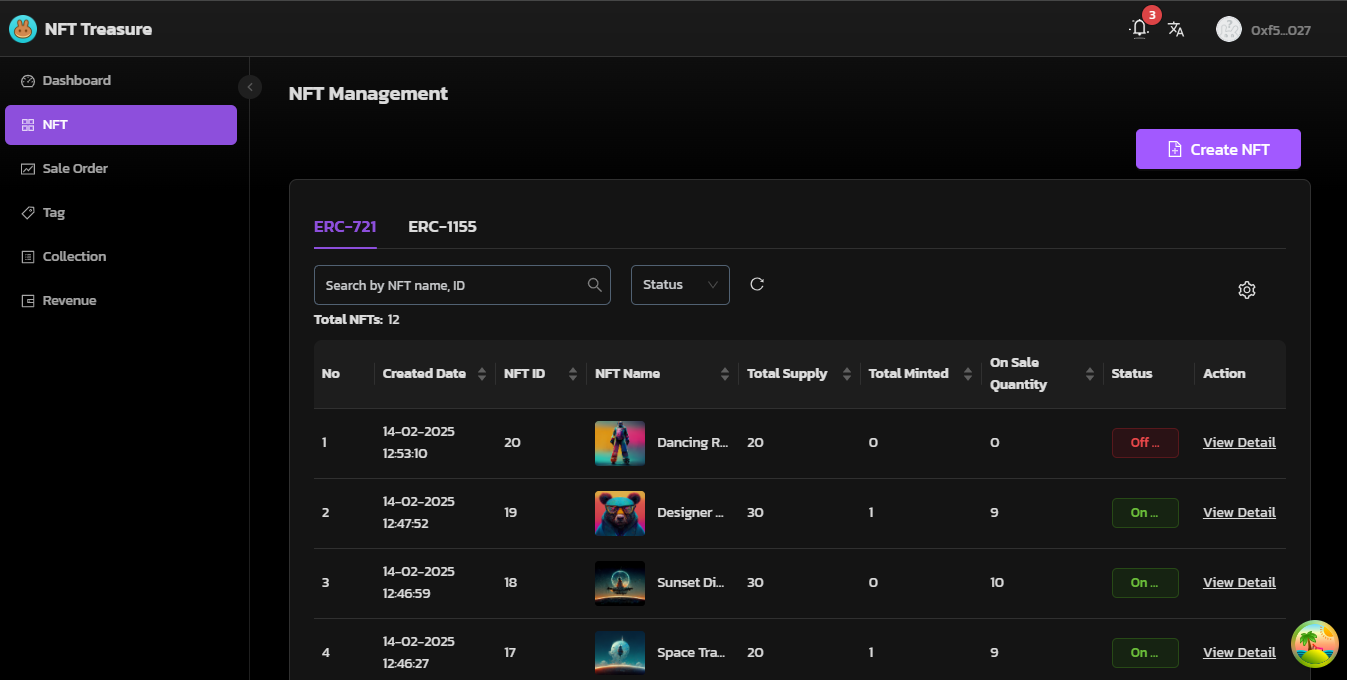 NFT Treasure
3
0xf5...027
Dashboard
NFT
Sale Order
Tag
Collection
Revenue
NFT Management
Create NFT
ERC-721
ERC-1155
Search by NFT name, ID
Status
Total NFTs: 12
No
Created Date
NFT ID
NFT Name
Total Supply
Total Minted
On Sale
Quantity
Status
Action
1
14-02-2025
12:53:10
20
Dancing R...
20
0
0
Off ...
View Detail
2
14-02-2025
12:47:52
19
Designer ...
30
1
9
On ...
View Detail
3
14-02-2025
12:46:59
18
Sunset Di...
30
0
10
On ...
View Detail
4
14-02-2025
12:46:27
17
Space Tra...
20
1
9
On ...
View Detail